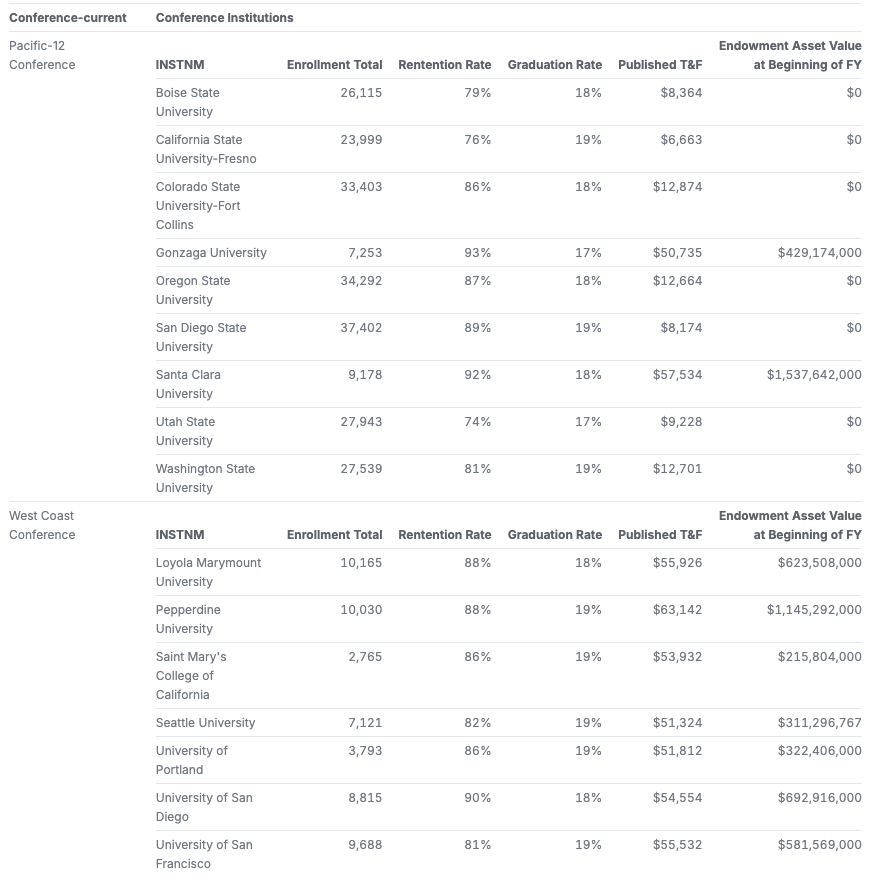 Conference-current Conference Institutions
Pacific-12
Conference
Endowment Asset Value
INSTNM Enrollment Total Rentention Rate Graduation Rate Published T&F at Beginning of FY
Boise State 26,115 79% 18% $8,364 $0
University
California State 23,999 76% 19% $6,663 $0
University-Fresno
Colorado State 33,403 86% 18% $12,874 $0
University-Fort
Collins
Gonzaga University 7,253 93% 17% $50,735 $429,174,000
Oregon State 34,292 87% 18% $12,664 $0
University
San Diego State 37,402 89% 19% $8,174 $0
University
Santa Clara 9,178 92% 18% $57,534 $1,537,642,000
University
Utah State 27,943 74% 17% $9,228 $0
University
Washington State 27,539 81% 19% $12,701 $0
University
West Coast
Conference
Endowment Asset Value
INSTNM Enrollment Total Rentention Rate Graduation Rate Published T&F at Beginning of FY
Loyola Marymount 10,165 88% 18% $55,926 $623,508,000
University
Pepperdine 10,030 88% 19% $63,142 $1,145,292,000
University
Saint Mary's 2,765 86% 19% $53,932 $215,804,000
College of
California
Seattle University 7,121 82% 19% $51,324 $311,296,767
University of 3,793 86% 19% $51,812 $322,406,000
Portland
University of San 8,815 90% 18% $54,554 $692,916,000
Diego
University of San 9,688 81% 19% $55,532 $581,569,000
Francisco